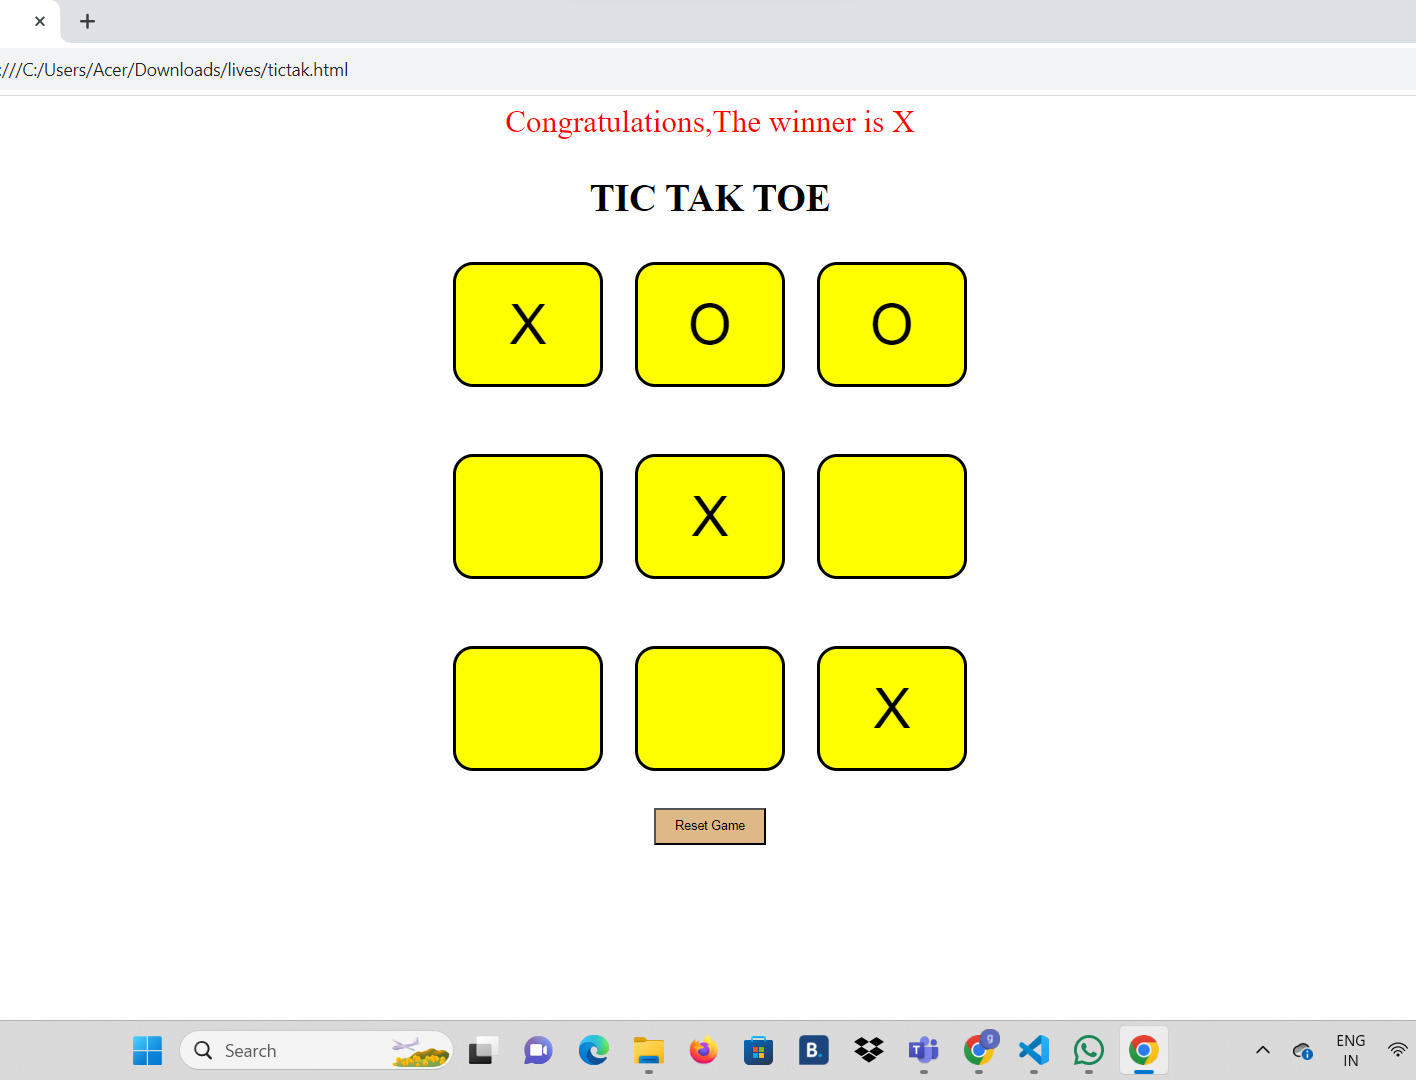 :///C:/Users/Acer/Downloads/lives/tictak.html
Congratulations,The winner is X
TIC TAK TOE
X O O
X
X
Reset Game
Search
B.
T
g
ENG
IN